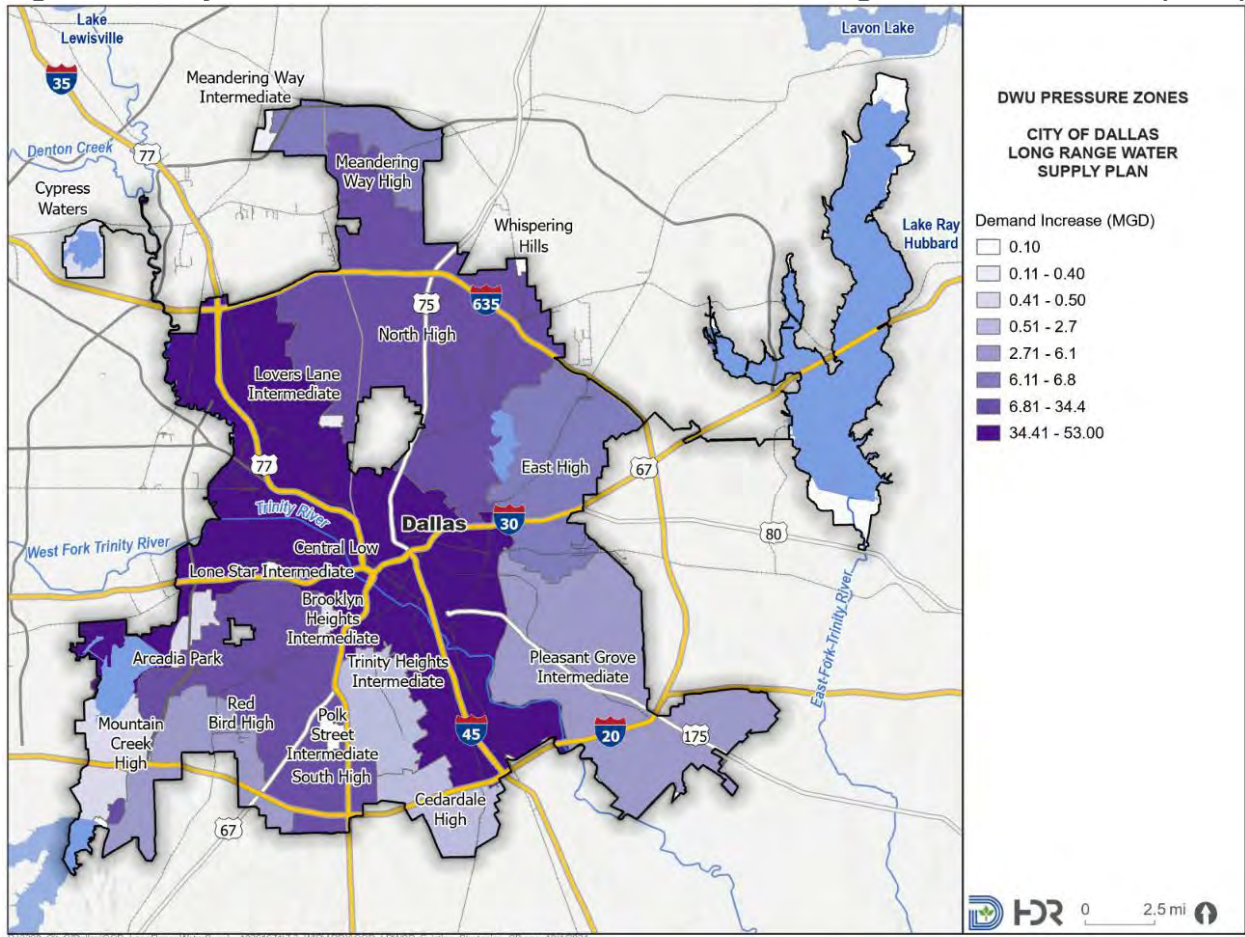 Lake
Lewisville
Lavon Lake
35
Meandering Way
Intermediate
Denton Creek
77
Meandering
Way High
Cypress
Waters
Whispering
Hills
Lake Ray
Hubbard
75
635
North High
Lovers Lane
Intermediate
East High
67
77
Trinity River
Dallas
30
80
West Fork Trinity River
Central Low
Lone Star Intermediate
Brooklyn
Heights
Intermediate
East Fork Trinity River
Arcadia Park
Trinity Heights
Intermediate
Pleasant Grove
Intermediate
Red
Bird High
Mountain
Creek
High
Polk
Street
Intermediate
South High
45
20
175
Cedardale
High
67
DWU PRESSURE ZONES
CITY OF DALLAS
LONG RANGE WATER
SUPPLY PLAN
Demand Increase (MGD)
0.10
0.11 - 0.40
0.41 - 0.50
0.51 - 2.7
2.71 - 6.1
6.11 - 6.8
6.81 - 34.4
34.41 - 53.00
HDR
0 2.5 mi